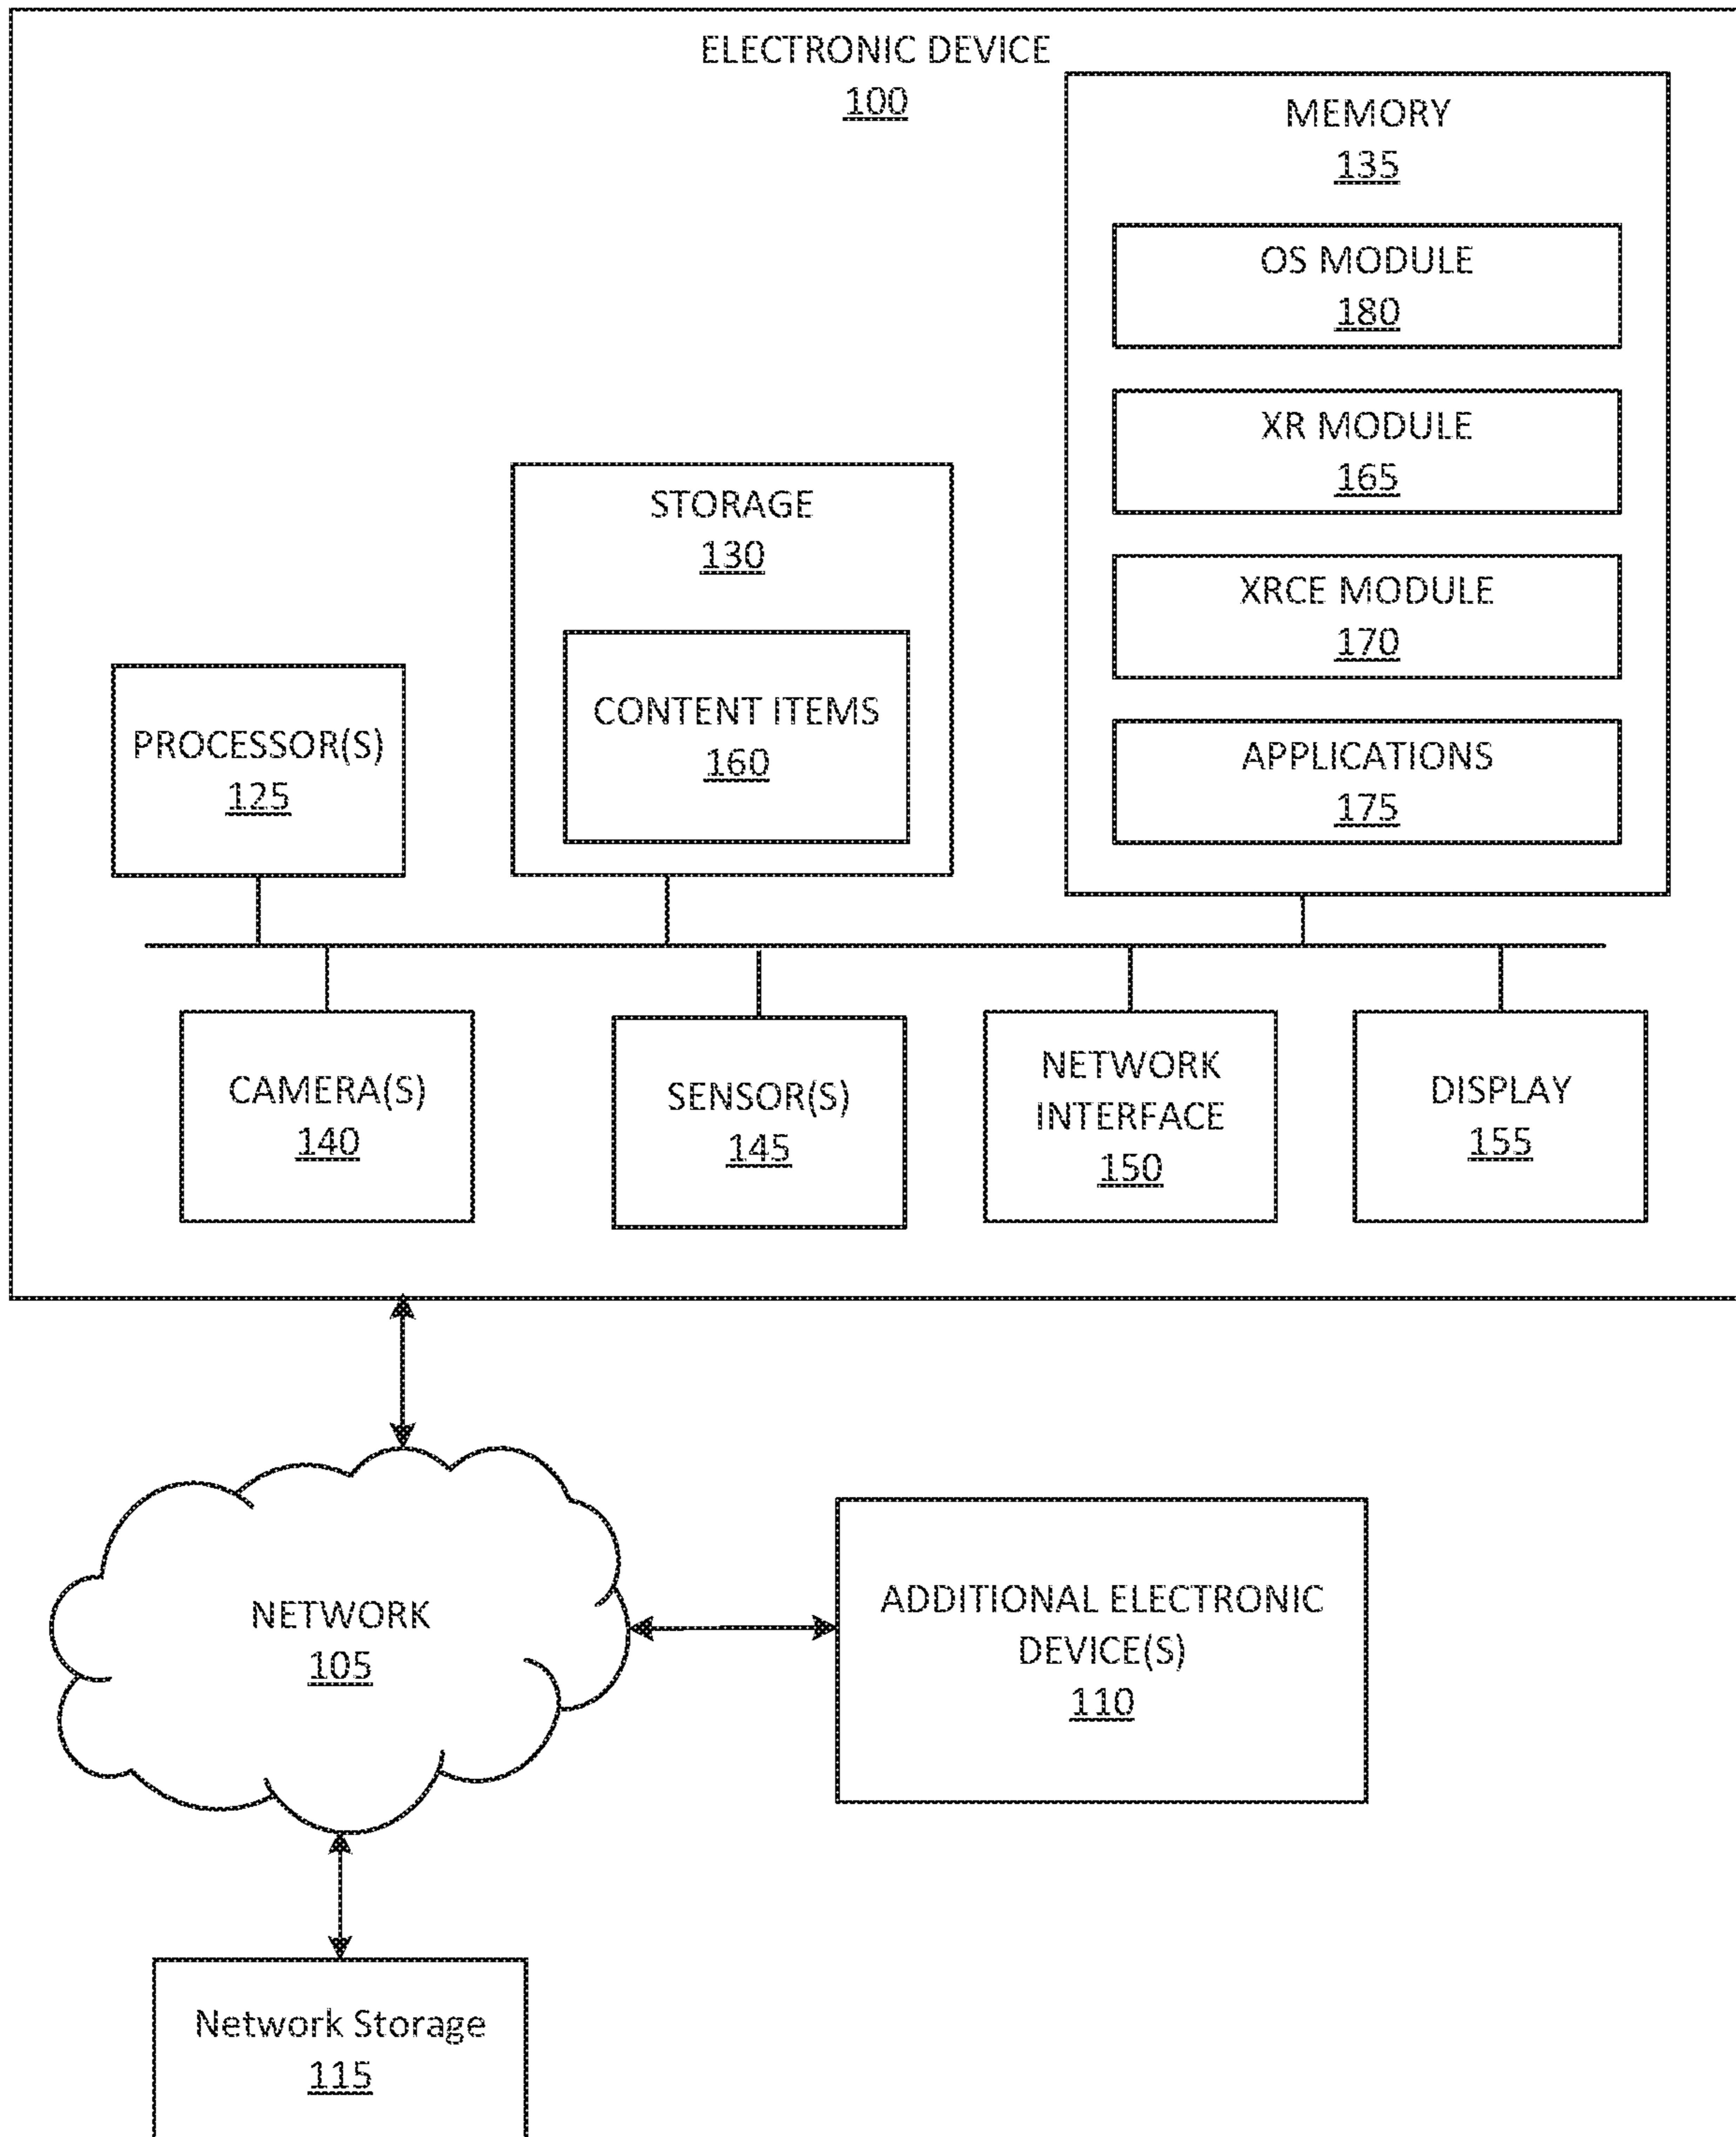 ELECTRONIC DEVICE
100
MEMORY
135
OS MODULE
180
XR MODULE
165
XRCE MODULE
170
APPLICATIONS
175
STORAGE
130
CONTENT ITEMS
160
PROCESSOR(S)
125
CAMERA(S)
140
SENSOR(S)
145
NETWORK
INTERFACE
150
DISPLAY
155
NETWORK
105
ADDITIONAL ELECTRONIC
DEVICE(S)
110
Network Storage
115